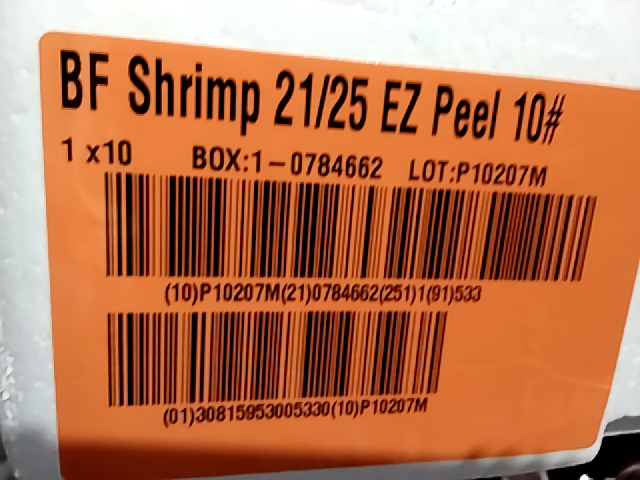 BF Shrimp 21/25 EZ Peel 10#
1 x10 BOX:1-0784662 LOT:P10207M
(10)P10207M(21)0784662(251)1(91)533
(01)30815953005330(10)P10207M